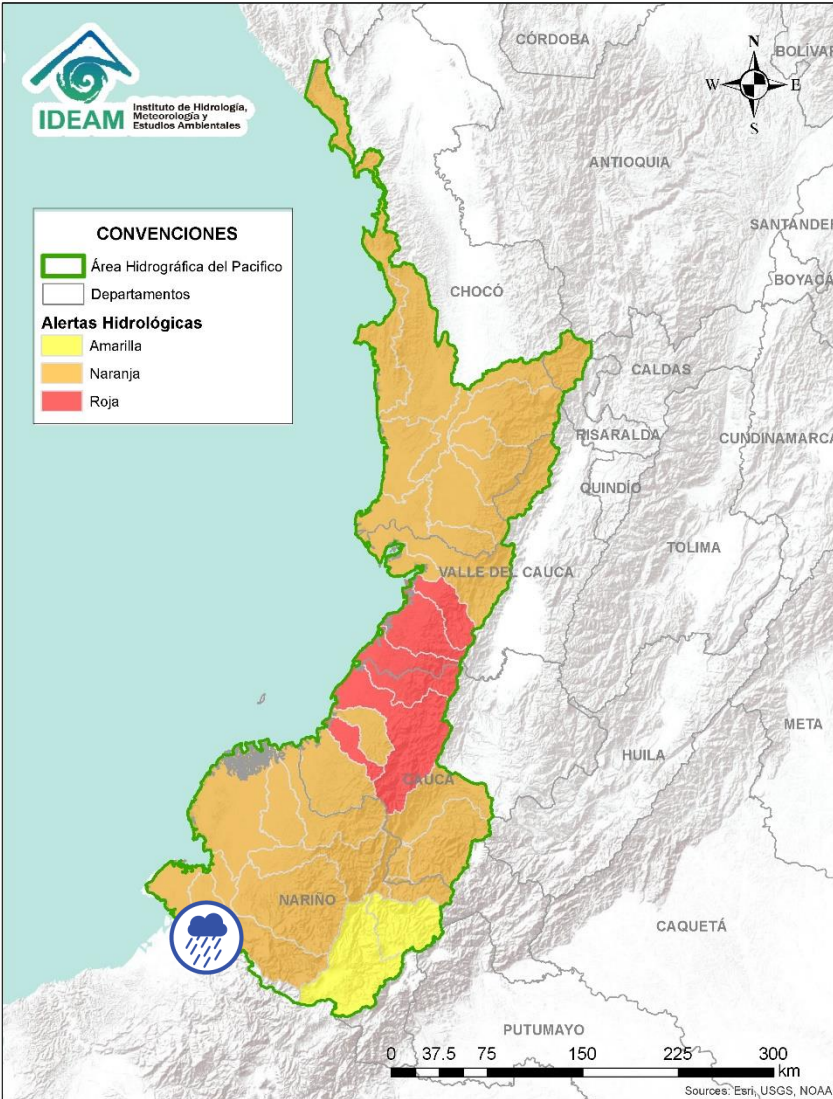 IDEAM
Instituto de Hidrología,
Meteorología y
Estudios Ambientales
CONVENCIONES
Área Hidrográfica del Pacifico
Departamentos
Alertas Hidrológicas
Amarilla
Naranja
Roja
N
W E
S
CÓRDOBA
BOLÍVAR
ANTIOQUIA
SANTANDER
BOYACÁ
CHOCÓ
CALDAS
RISARALDA
CUNDINAMARCA
QUINDÍO
TOLIMA
VALLE DEL CAUCA
META
HUILA
CAUCA
NARIÑO
CAQUETÁ
PUTUMAYO
0 37.5 75 150 225 300
km
Sources: Esri, USGS, NOAA